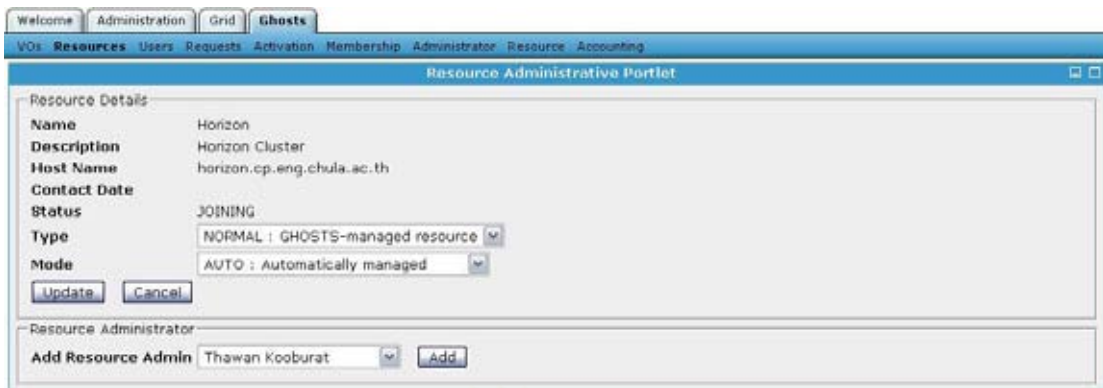 Welcome Administration Grid Ghosts
VOs Resources Users Requests Activation Membership Administrator Resource Accounting
Resource Administrative Portlet
Resource Details
Name Horizon
Description Horizon Cluster
Host Name horizon.cp.eng.chula.ac.th
Contact Date
Status JOINING
Type NORMAL : GHOSTS-managed resource
Mode AUTO : Automatically managed
Update Cancel
Resource Administrator
Add Resource Admin Thawan Kooburat Add